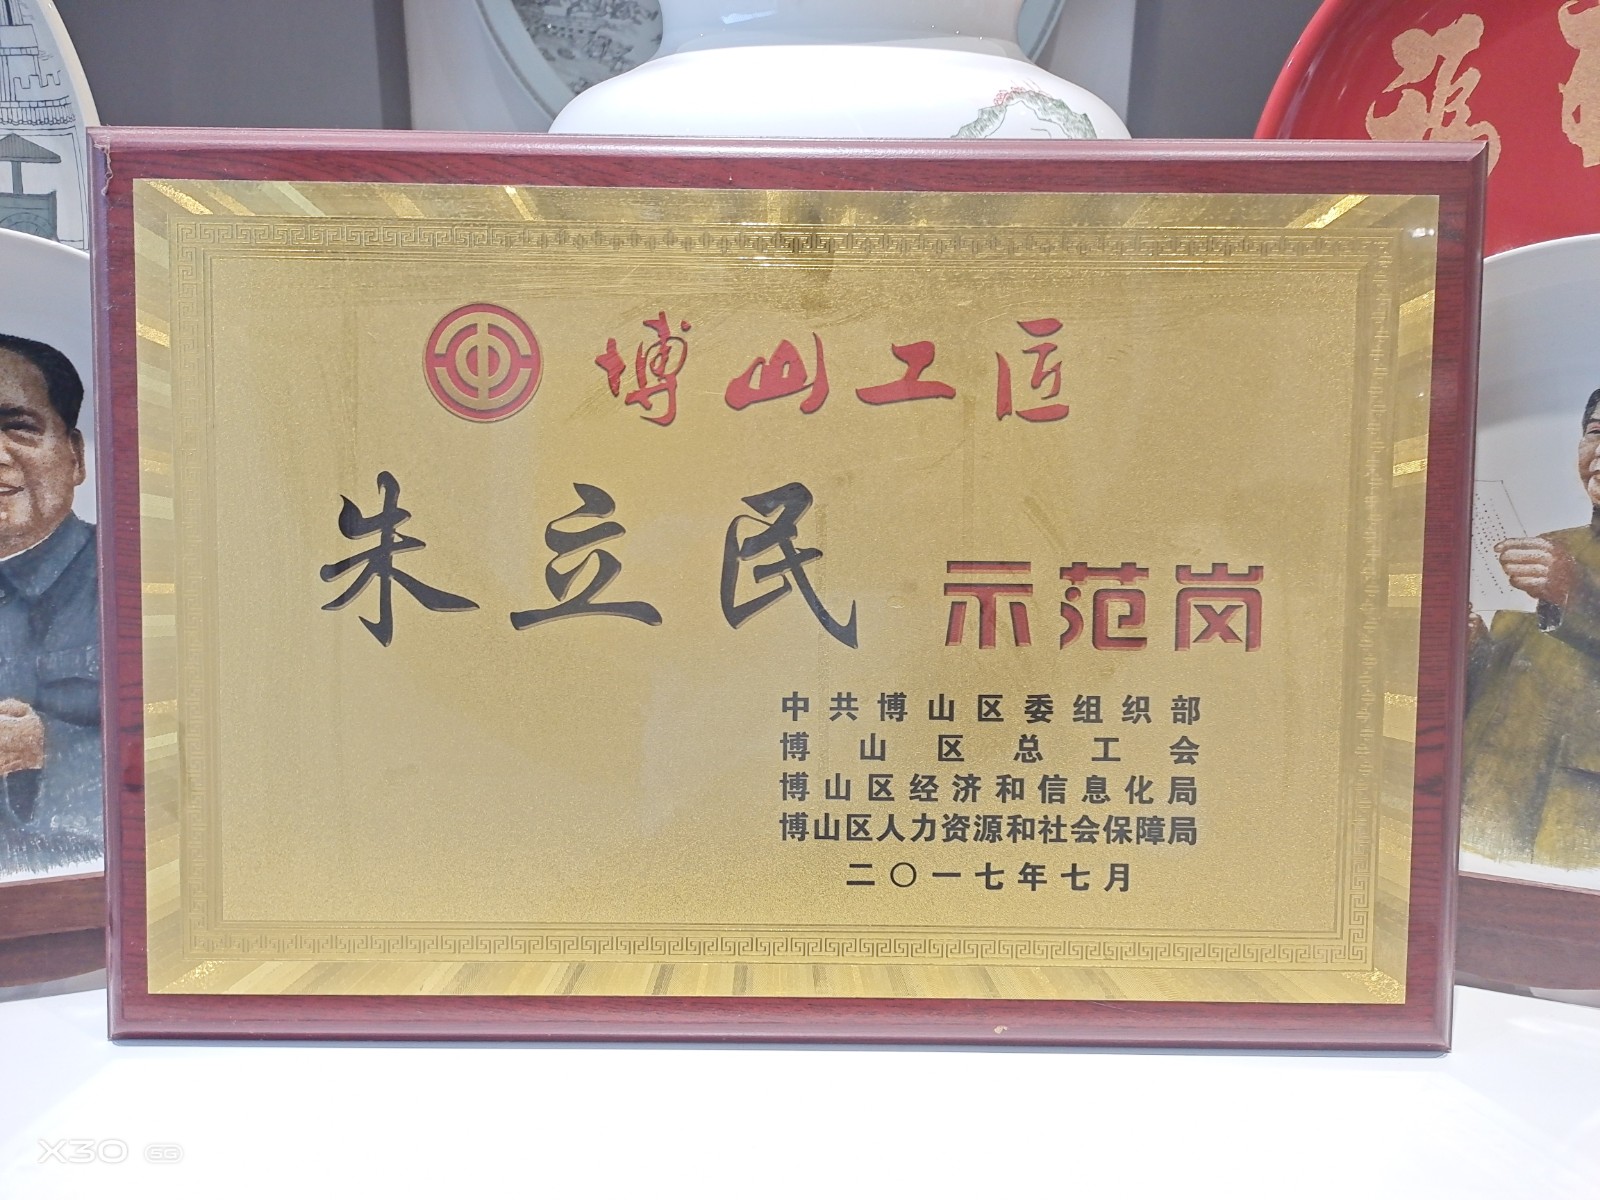 福
博山工匠
朱立民 示范岗
中共博山区委组织部
博山区总工会
博山区经济和信息化局
博山区人力资源和社会保障局
二〇一七年七月
X30 5G